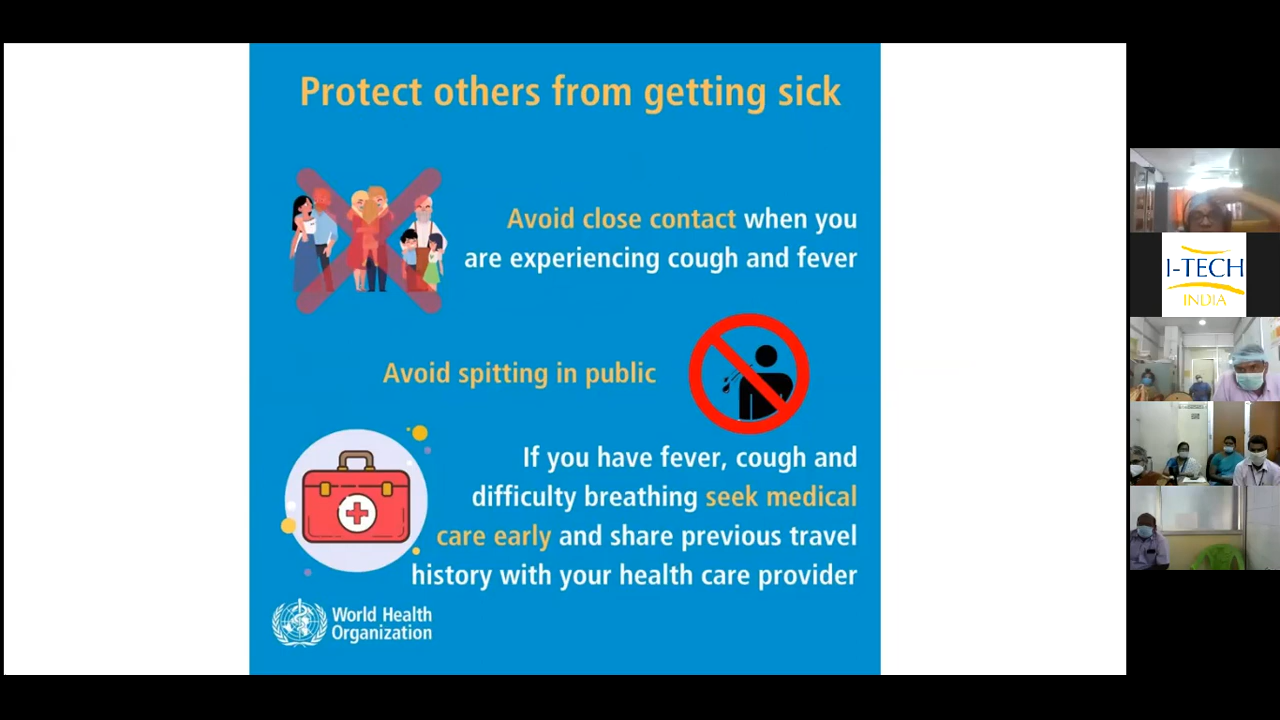 Protect others from getting sick
Avoid close contact when you
are experiencing cough and fever
Avoid spitting in public
If you have fever, cough and
difficulty breathing seek medical
care early and share previous travel
history with your health care provider
World Health
Organization
I-TECH
INDIA